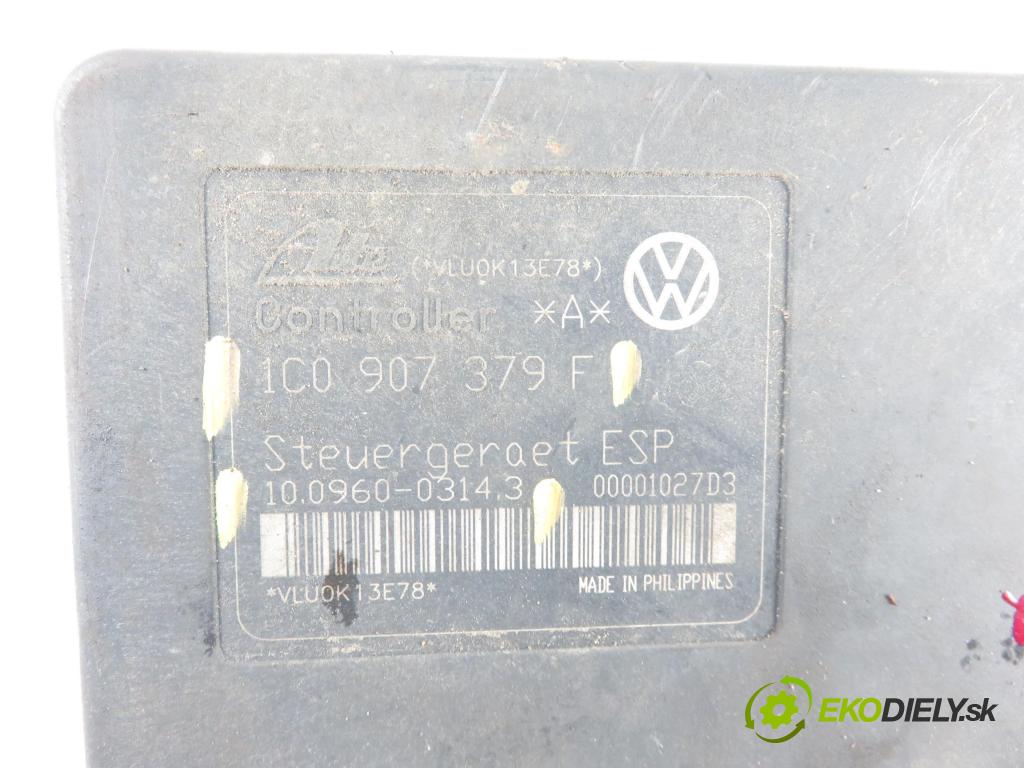 Ate (*VLU0K13E78*)
Controller *A*
1C0 907 379 F
Steuergeraet ESP
10.0960-0314.3 00001027D3
*VLU0K13E78* MADE IN PHILIPPINES
EKODIELY.sk